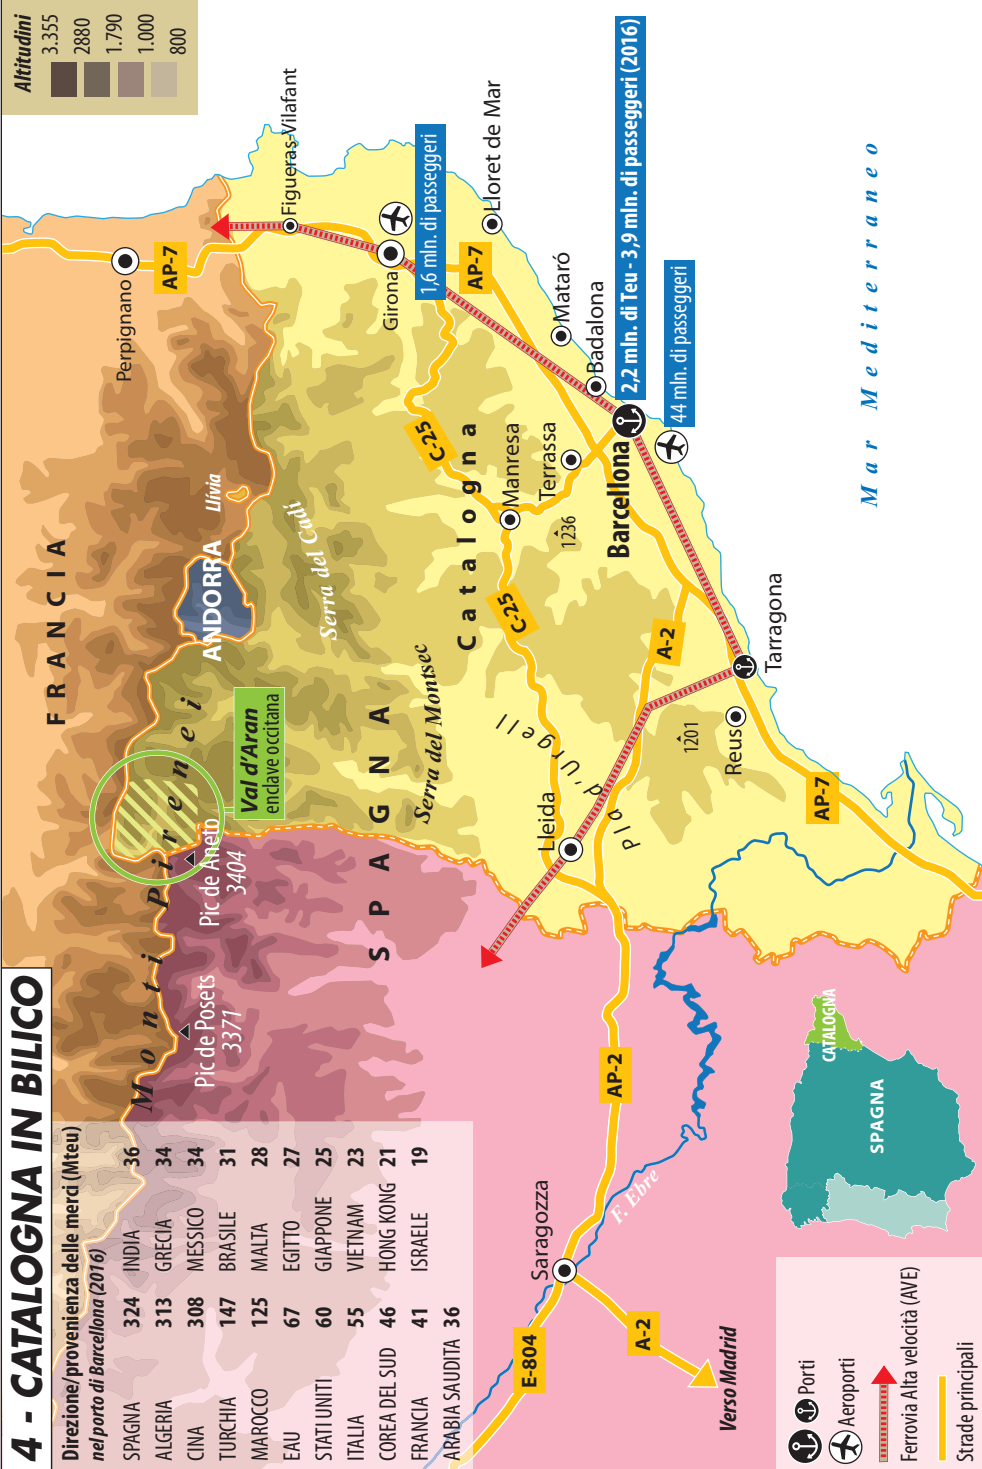 4 - CATALOGNA IN BILICO
Direzione/provenienza delle merci (Mteu)
nel porto di Barcellona (2016)
SPAGNA 324
ALGERIA 313
CINA 308
TURCHIA 147
MAROCCO 125
EAU 67
STATI UNITI 60
ITALIA 55
COREA DEL SUD 46
FRANCIA 41
ARABIA SAUDITA 36
INDIA 36
GRECIA 34
MESSICO 34
BRASILE 31
MALTA 28
EGITTO 27
GIAPPONE 25
VIETNAM 23
HONG KONG 21
ISRAELE 19
Altitudini
3.355
2880
1.790
1.000
800
FRANCIA
Perpignano
AP-7
Monti Pirenei
Pic de Posets
3371
Pic de Aneto
3404
Val d'Aran
enclave occitana
ANDORRA
Llívia
Figueras-Vilafant
Serra del Cadí
Girona
1,6 mln. di passeggeri
SPAGNA
Serra del Montsec
Catalogna
C-25
AP-7
Lloret de Mar
Manresa
C-25
Terrassa
Mataró
Badalona
1236
Barcellona
2,2 mln. di Teu - 3,9 mln. di passeggeri (2016)
44 mln. di passeggeri
Lleida
Pla d'Urgell
A-2
1201
Reus
Tarragona
AP-7
AP-2
Saragozza
F. Ebre
E-804
A-2
Verso Madrid
Mar Mediterraneo
Porti
Aeroporti
Ferrovia Alta velocità (AVE)
Strade principali
CATALOGNA
SPAGNA